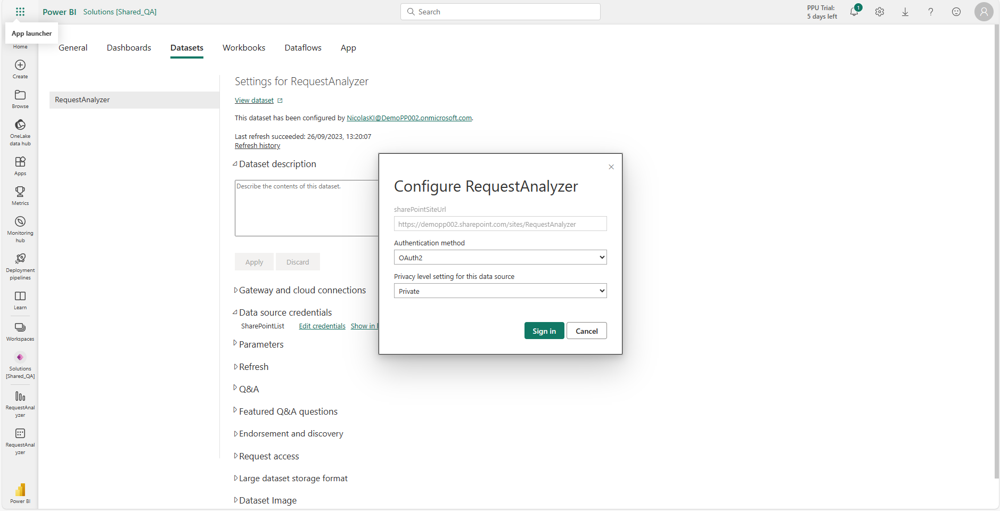 Power BI Solutions [Shared_QA]
Search
PPU Trial:
5 days left
1
App launcher
Home
Create
Browse
OneLake
data hub
Apps
Metrics
Monitoring
hub
Deployment
pipelines
Learn
Workspaces
Solutions
[Shared_QA]
RequestAnal
yzer
RequestAnal
yzer
Power BI
General Dashboards Datasets Workbooks Dataflows App
RequestAnalyzer
Settings for RequestAnalyzer
View dataset
This dataset has been configured by NicolasKI@DemoPP002.onmicrosoft.com.
Last refresh succeeded: 26/09/2023, 13:20:07
Refresh history
Dataset description
Describe the contents of this dataset.
Apply Discard
Gateway and cloud connections
Data source credentials
SharePointList Edit credentials Show in l
Parameters
Refresh
Q&A
Featured Q&A questions
Endorsement and discovery
Request access
Large dataset storage format
Dataset Image
Configure RequestAnalyzer
sharePointSiteUrl
https://demopp002.sharepoint.com/sites/RequestAnalyzer
Authentication method
OAuth2
Privacy level setting for this data source
Private
Sign in Cancel